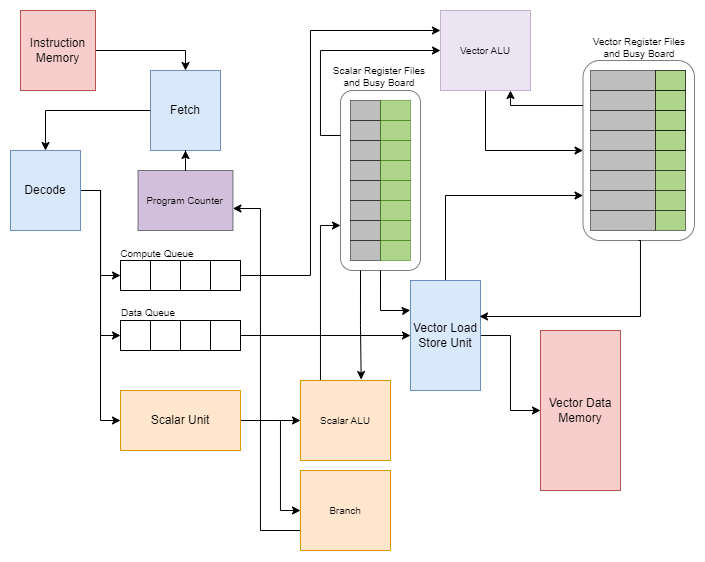 Instruction
Memory
Vector ALU
Vector Register Files
and Busy Board
Scalar Register Files
and Busy Board
Fetch
Decode
Program Counter
Compute Queue
Data Queue
Vector Load
Store Unit
Vector Data
Memory
Scalar Unit
Scalar ALU
Branch